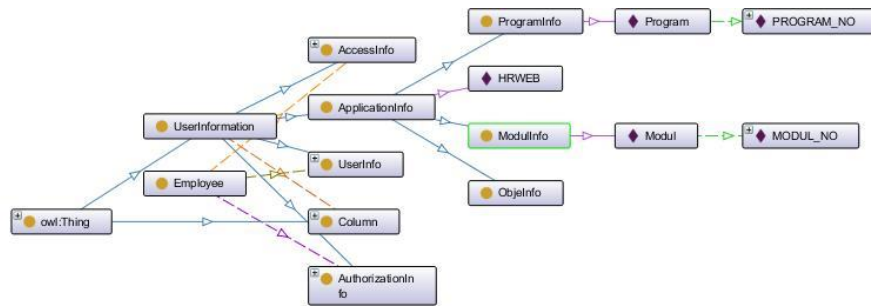 ProgramInfo
Program
PROGRAM_NO
AccessInfo
HRWEB
ApplicationInfo
UserInformation
ModulInfo
Modul
MODUL_NO
UserInfo
Employee
ObjeInfo
owl:Thing
Column
AuthorizationIn
fo